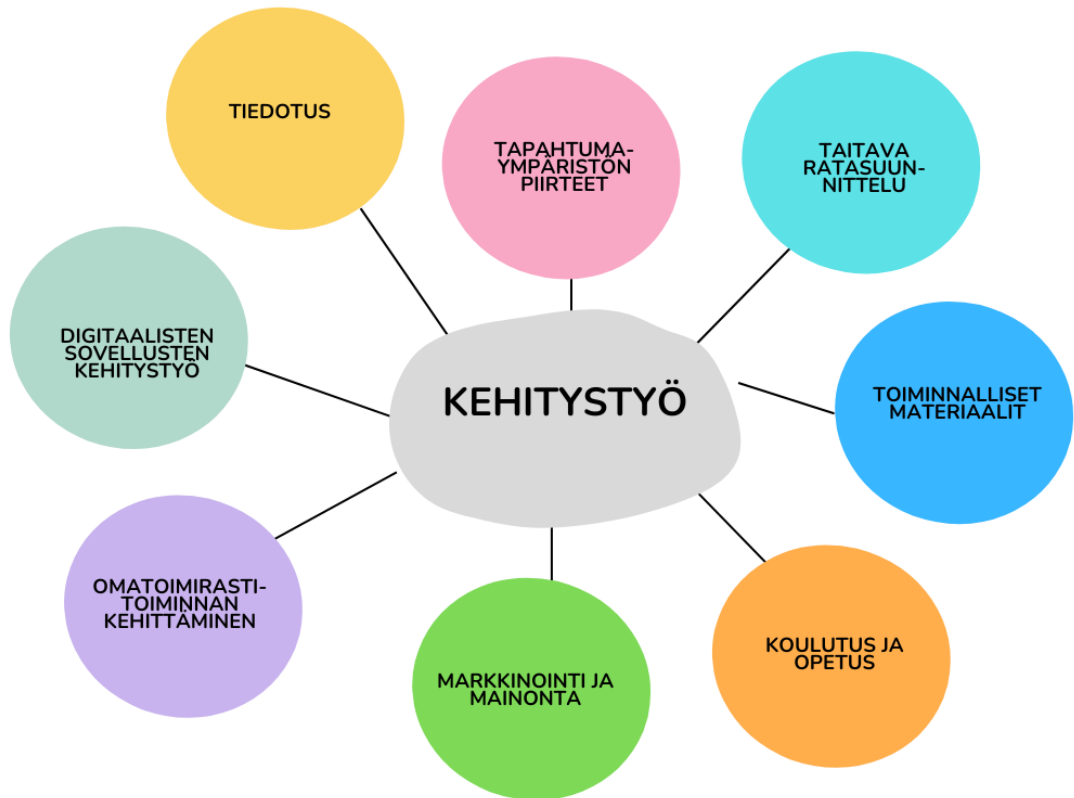 TIEDOTUS
TAPAHTUMA-
YMPÄRISTÖN
PIIRTEET
TAITAVA
RATASUUN-
NITTELU
DIGITAALISTEN
SOVELLUSTEN
KEHITYSTYÖ
KEHITYSTYÖ
TOIMINNALLISET
MATERIAALIT
OMATOIMIRASTI-
TOIMINNAN
KEHITTÄMINEN
MARKKINOINTI JA
MAINONTA
KOULUTUS JA
OPETUS